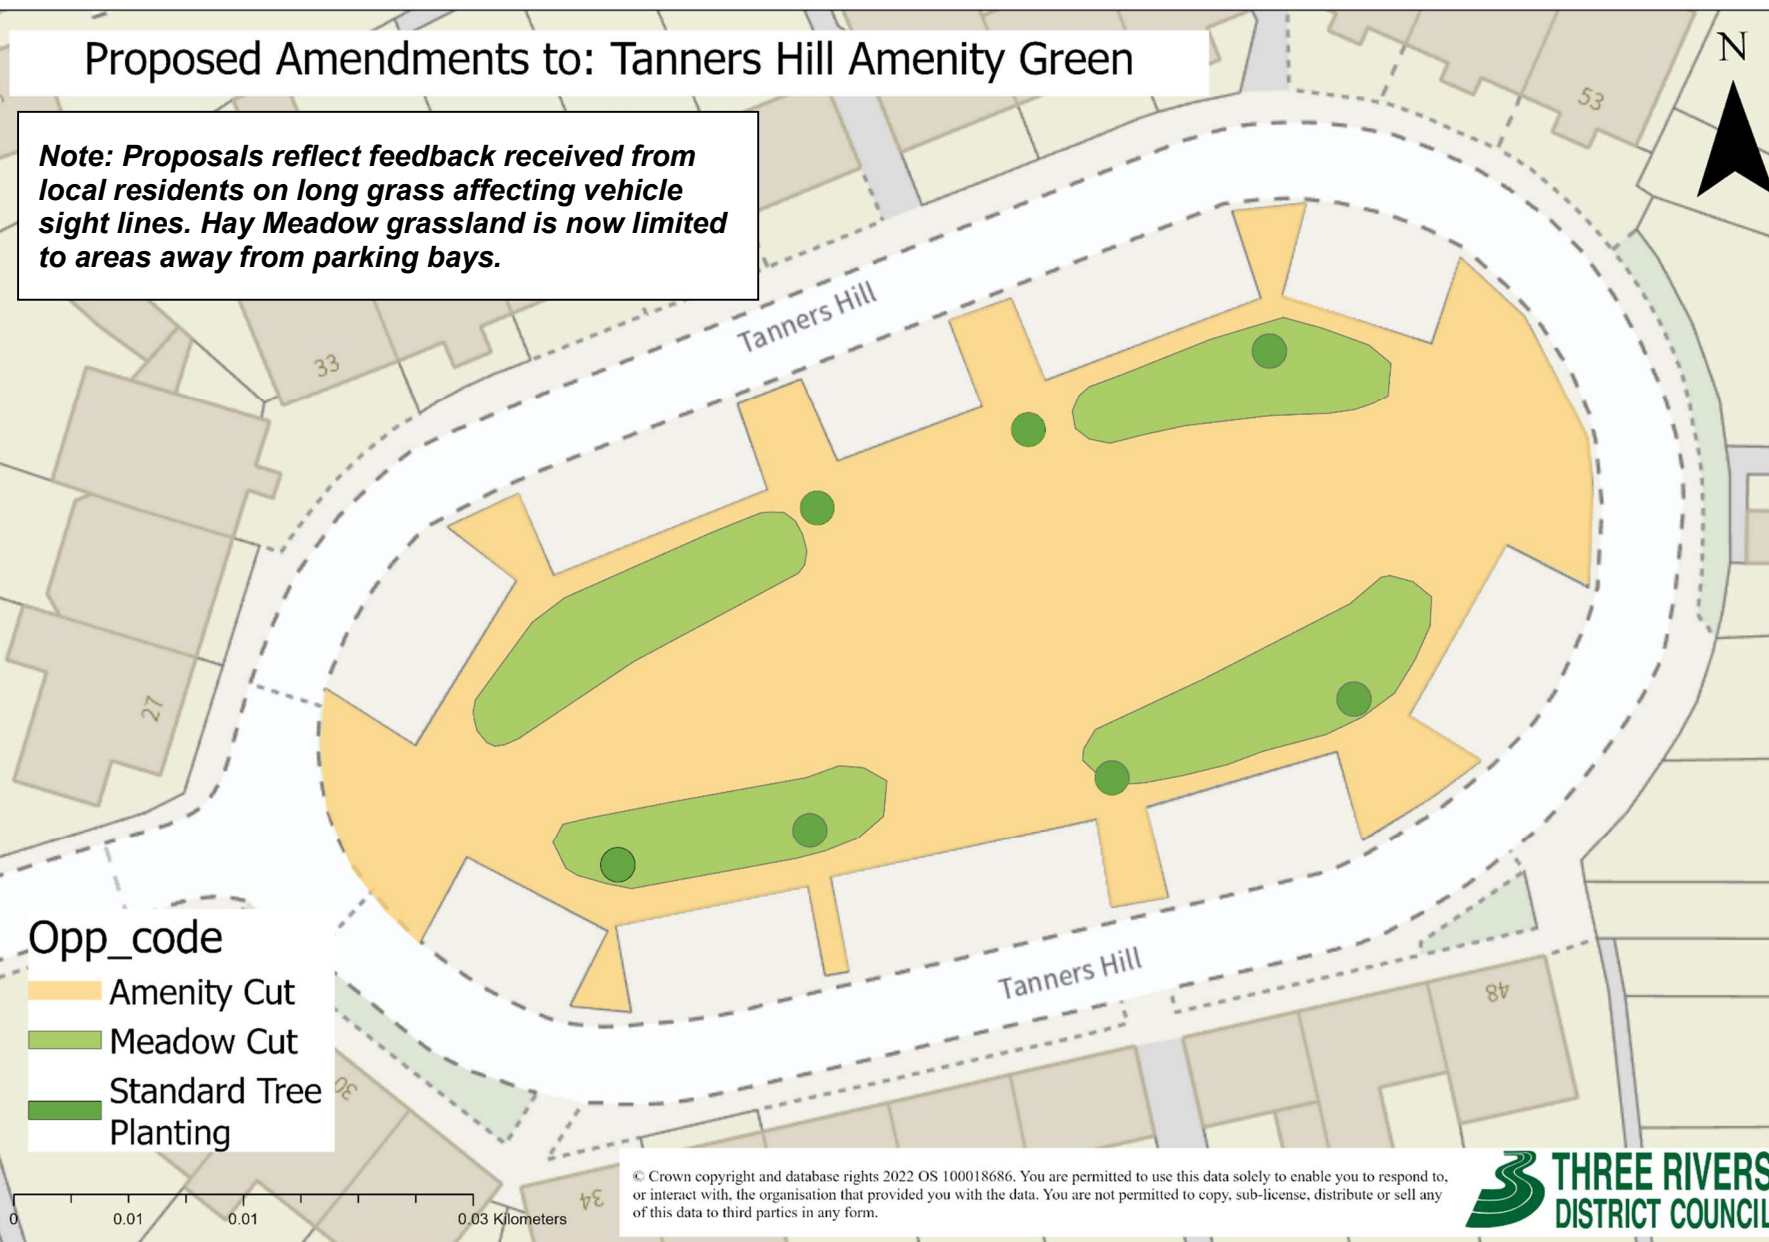 Proposed Amendments to: Tanners Hill Amenity Green
N
Note: Proposals reflect feedback received from
local residents on long grass affecting vehicle
sight lines. Hay Meadow grassland is now limited
to areas away from parking bays.
53
Tanners Hill
33
27
Tanners Hill
48
Opp_code
Amenity Cut
Meadow Cut
Standard Tree
Planting
30
34
0 0.01 0.01 0.03 Kilometers
© Crown copyright and database rights 2022 OS 100018686. You are permitted to use this data solely to enable you to respond to,
or interact with, the organisation that provided you with the data. You are not permitted to copy, sub-license, distribute or sell any
of this data to third parties in any form.
THREE RIVERS
DISTRICT COUNCIL